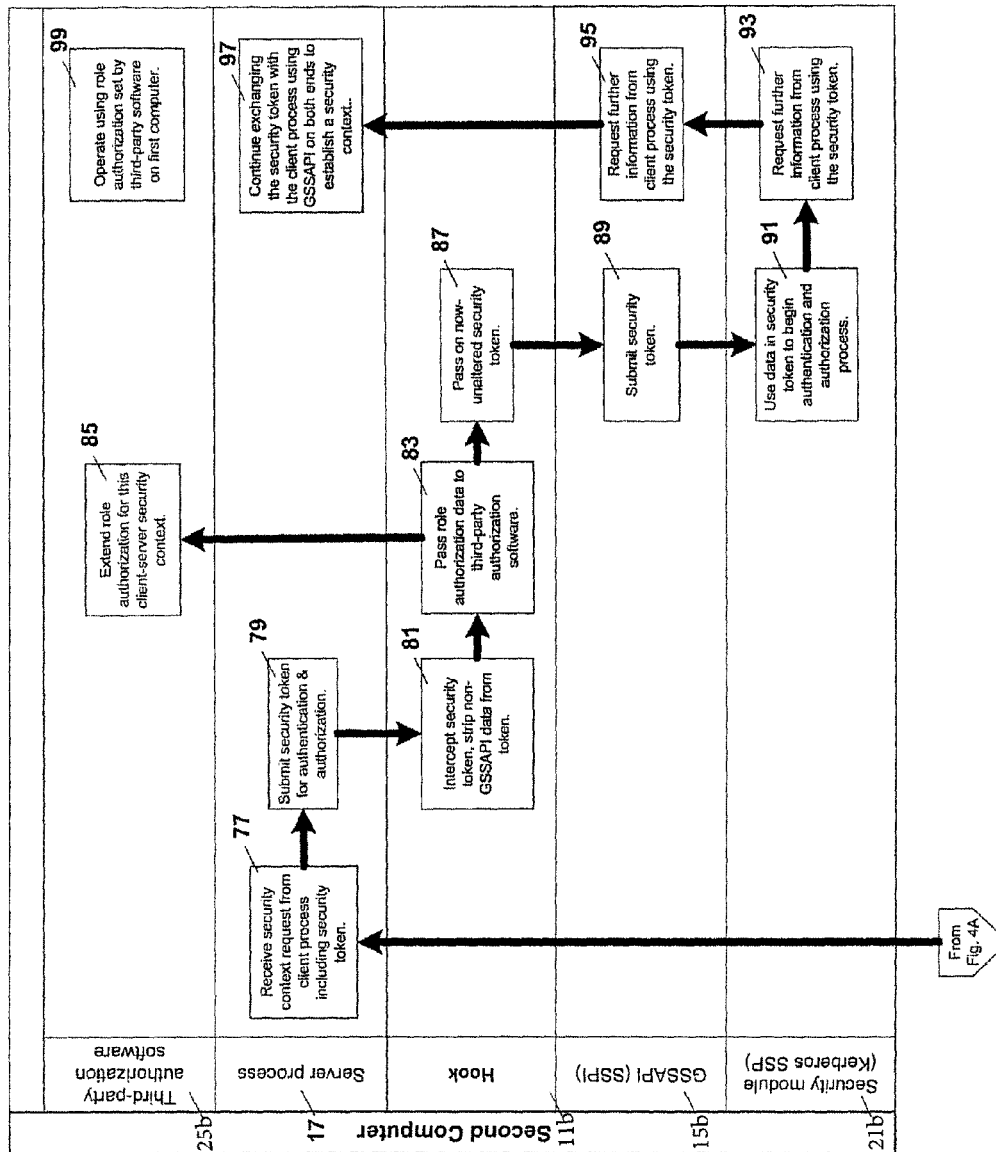 99
Operate using role
authorization set by
third-party software
on first computer.
97
Continue exchanging
the security token with
the client process using
GSSAPI on both ends to
establish a security
context..
95
Request further
information from
client process using
the security token.
93
Request further
information from
client process using
the security token.
85
Extend role
authorization for this
client-server security
context.
87
Pass on now-
unaltered security
token.
89
Submit security
token.
91
Use data in security
token to begin
authentication and
authorization
process.
83
Pass role
authorization data to
third-party
authorization
software.
79
Submit security token
for authentication &
authorization.
81
Intercept security
token, strip non-
GSSAPI data from
token.
77
Receive security
context request from
client process
including security
token.
From
Fig. 4A
Third-party
authorization
software
Server process
Hook
GSSAPI (SSPI)
Security module
(Kerberos SSP)
25b
17
Second Computer
11b
15b
21b